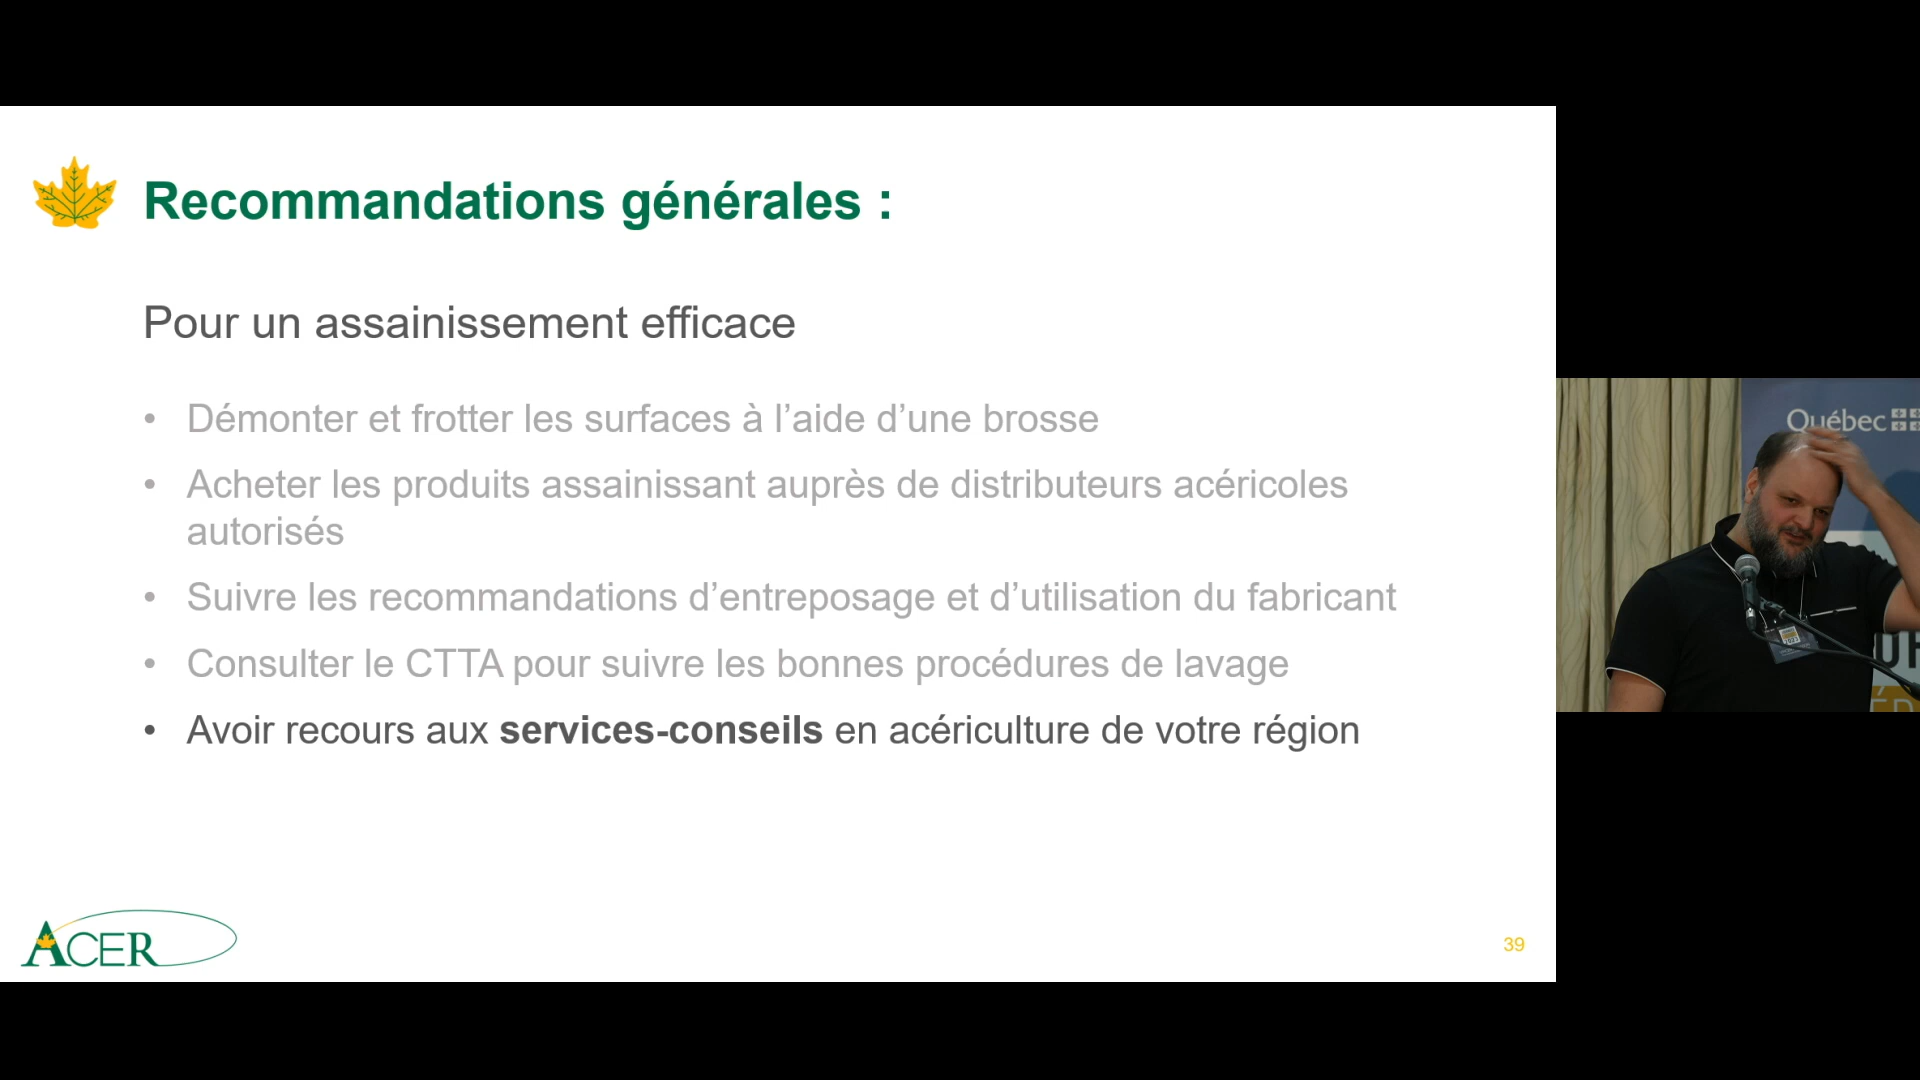 Recommandations générales :
Pour un assainissement efficace
• Démonter et frotter les surfaces à l’aide d’une brosse
• Acheter les produits assainissant auprès de distributeurs acéricoles
autorisés
• Suivre les recommandations d’entreposage et d’utilisation du fabricant
• Consulter le CTTA pour suivre les bonnes procédures de lavage
• Avoir recours aux services-conseils en acériculture de votre région
ACER
39
Québec